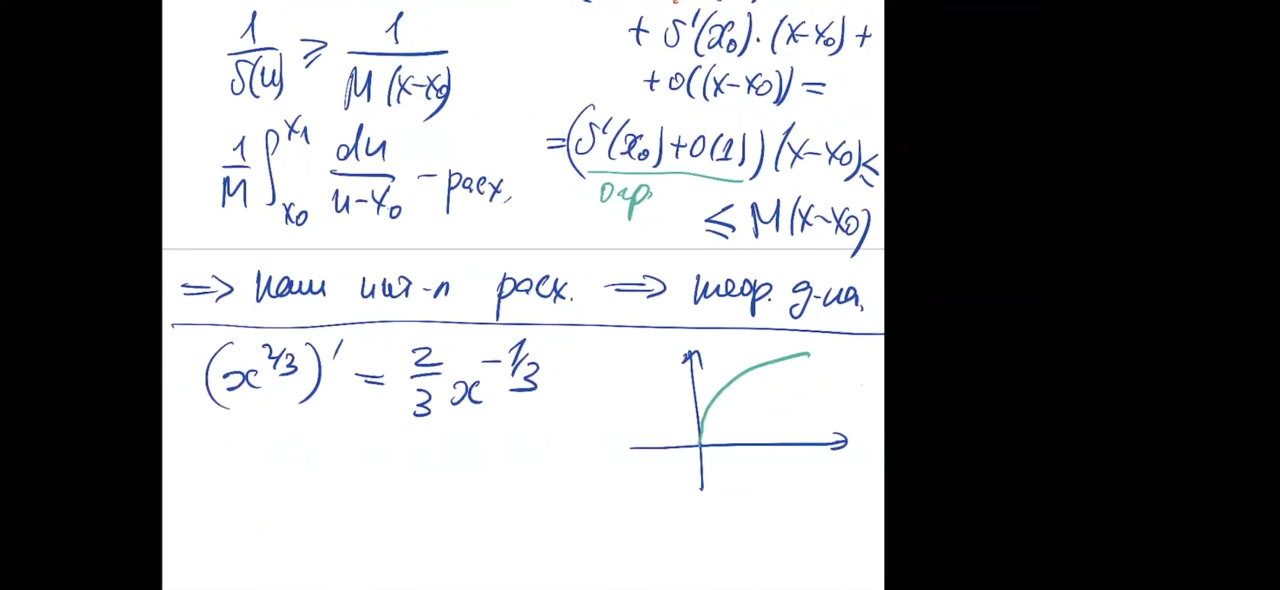 1/S(u) ≥ 1/(M(x-x₀))
1/M ∫_{x₀}^{x₁} du/(u-x₀) - расх.
+ S'(x₀)·(x-x₀) +
+ o((x-x₀)) =
= (S'(x₀)+o(1))(x-x₀) ≤
огр.
≤ M(x-x₀)
=> наш инт-л расх. => теор. д-на.
(x^{2/3})' = 2/3 x^{-1/3}